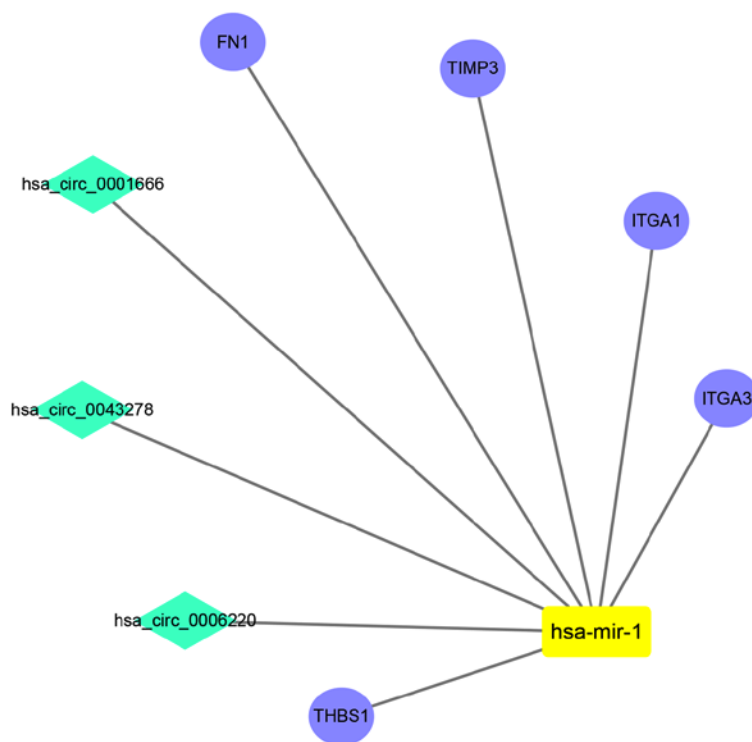 FN1
TIMP3
hsa_circ_0001666
ITGA1
ITGA3
hsa_circ_0043278
hsa_circ_0006220
hsa-mir-1
THBS1